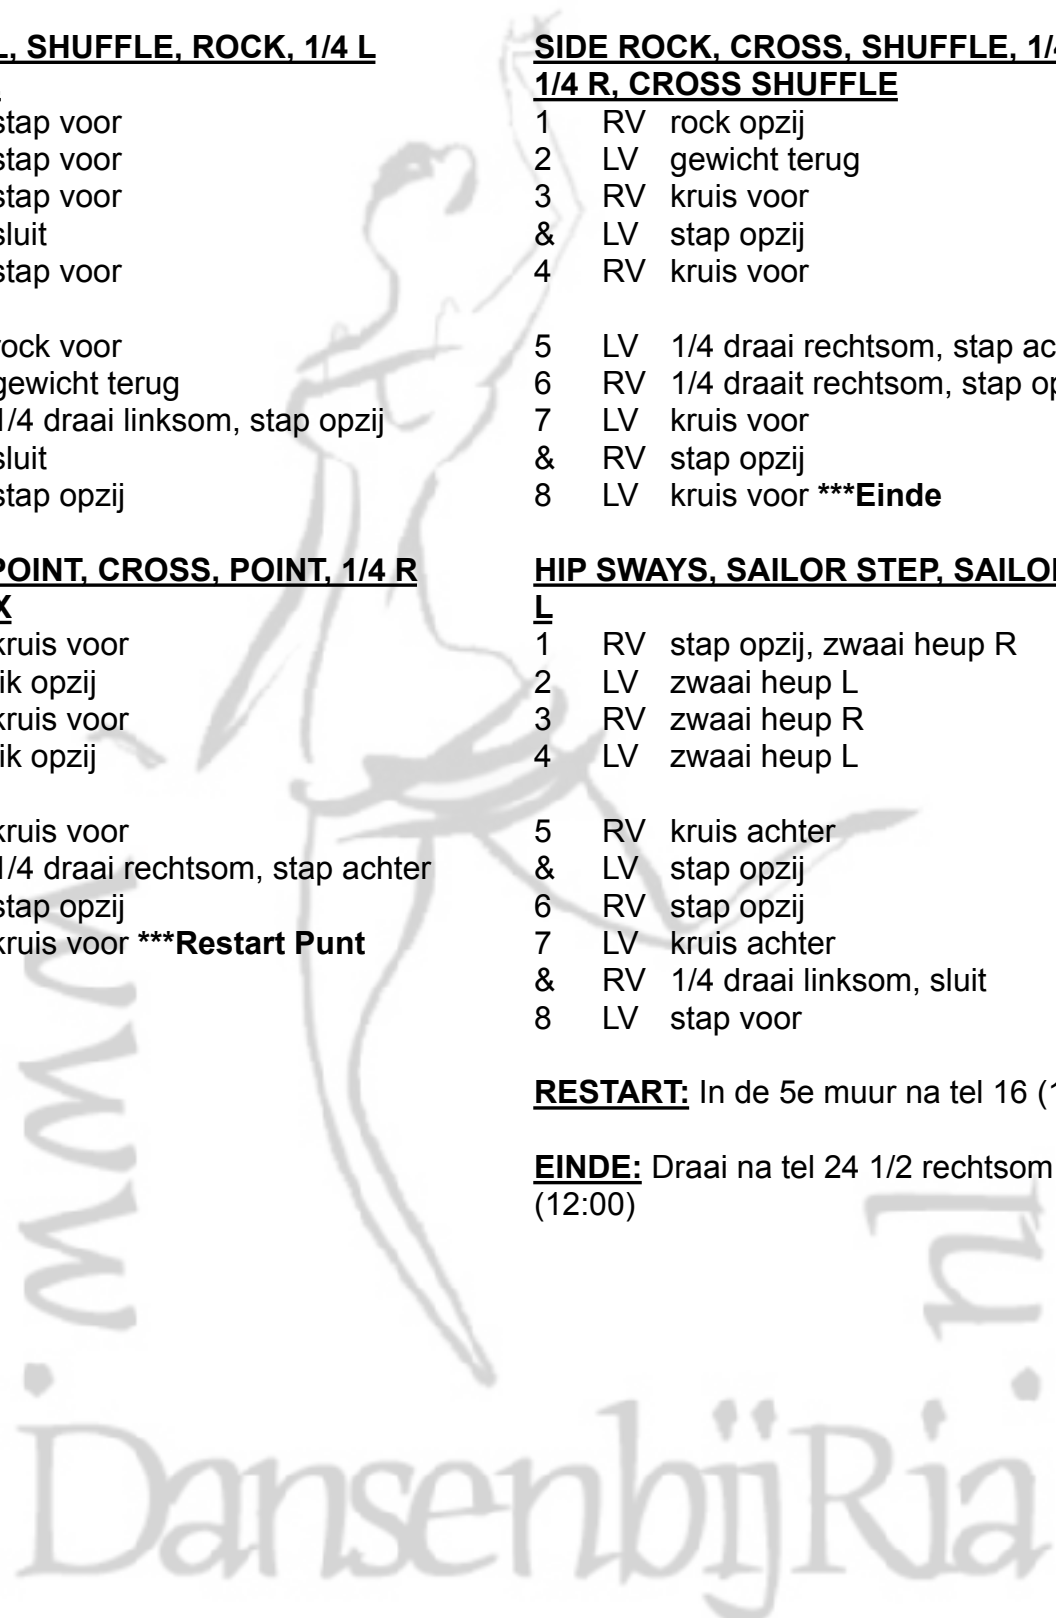 L, SHUFFLE, ROCK, 1/4 L
stap voor
stap voor
stap voor
sluit
stap voor
rock voor
gewicht terug
1/4 draai linksom, stap opzij
sluit
stap opzij
POINT, CROSS, POINT, 1/4 R
X
kruis voor
tik opzij
kruis voor
tik opzij
kruis voor
1/4 draai rechtsom, stap achter
stap opzij
kruis voor ***Restart Punt
SIDE ROCK, CROSS, SHUFFLE, 1/4
1/4 R, CROSS SHUFFLE
1 RV rock opzij
2 LV gewicht terug
3 RV kruis voor
& LV stap opzij
4 RV kruis voor
5 LV 1/4 draai rechtsom, stap ac
6 RV 1/4 draait rechtsom, stap op
7 LV kruis voor
& RV stap opzij
8 LV kruis voor ***Einde
HIP SWAYS, SAILOR STEP, SAILOR
L
1 RV stap opzij, zwaai heup R
2 LV zwaai heup L
3 RV zwaai heup R
4 LV zwaai heup L
5 RV kruis achter
& LV stap opzij
6 RV stap opzij
7 LV kruis achter
& RV 1/4 draai linksom, sluit
8 LV stap voor
RESTART: In de 5e muur na tel 16 (1
EINDE: Draai na tel 24 1/2 rechtsom
(12:00)
www.DansenbijRia.nl